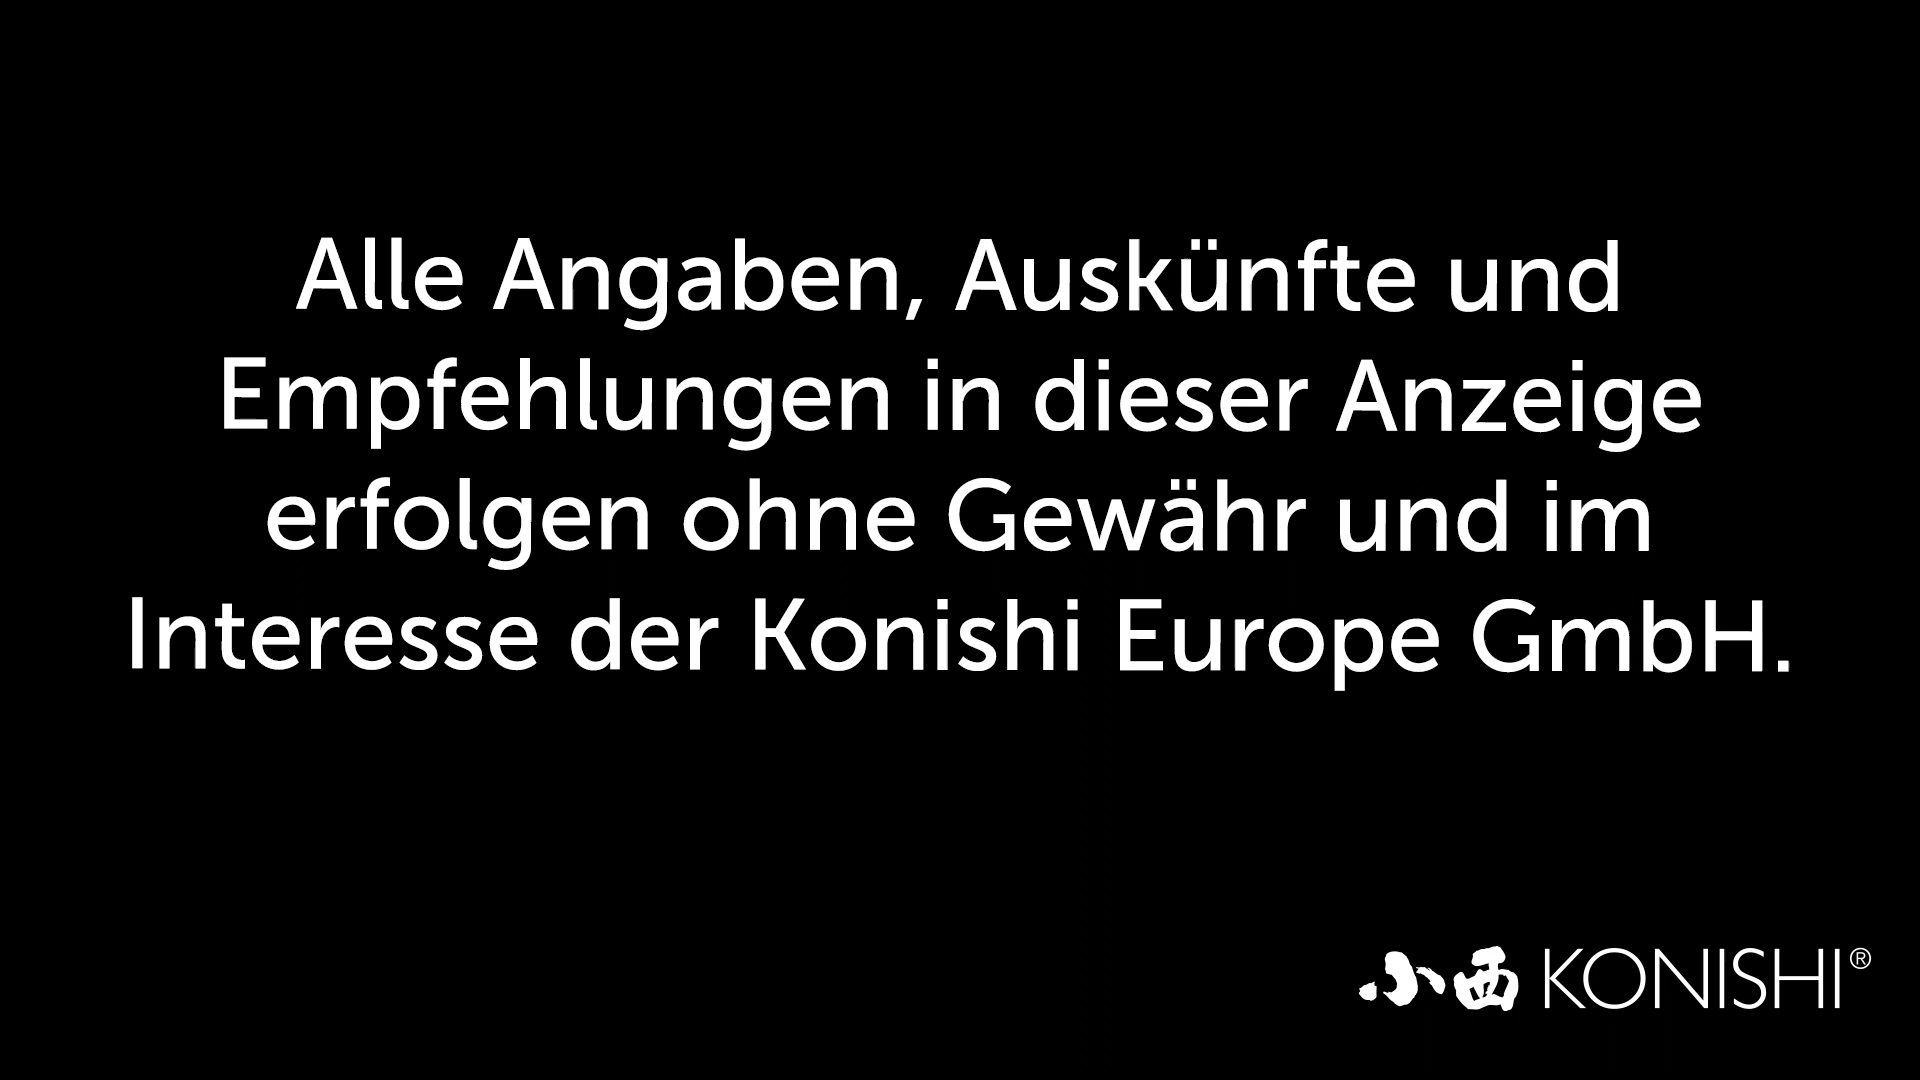 Alle Angaben, Auskünfte und
Empfehlungen in dieser Anzeige
erfolgen ohne Gewähr und im
Interesse der Konishi Europe GmbH.
小西 KONISHI®